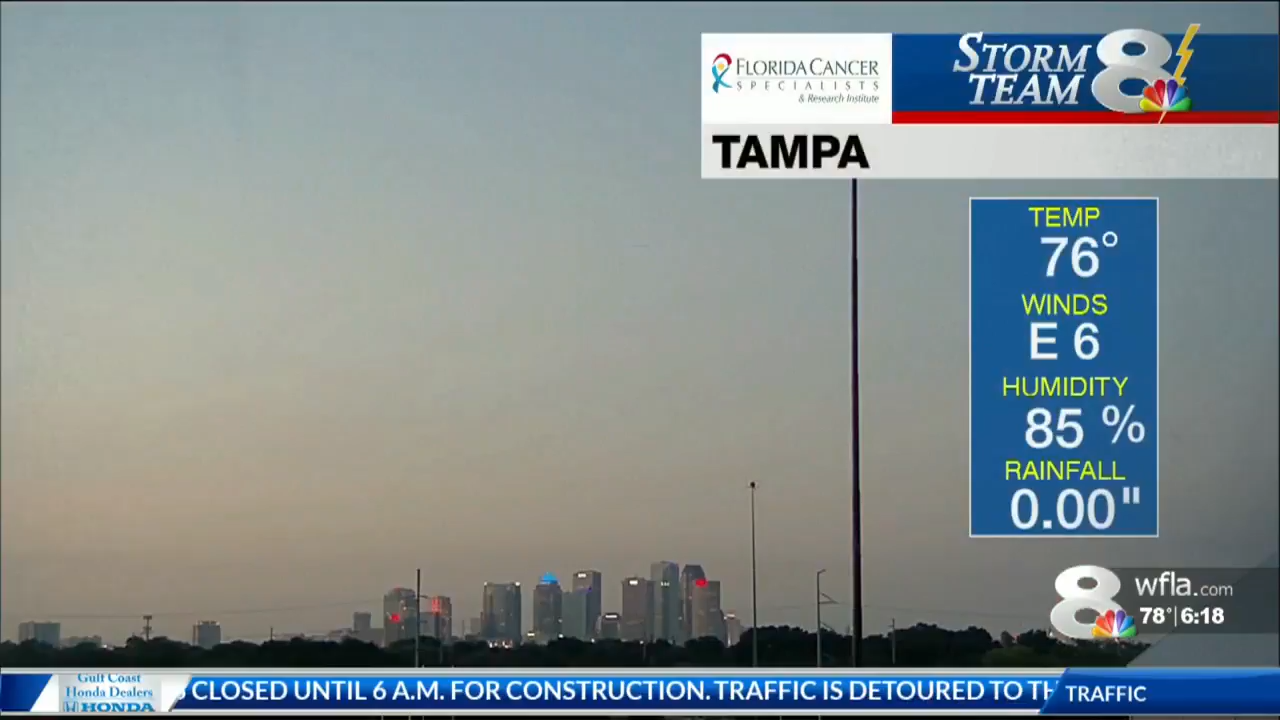 FLORIDA CANCER
SPECIALISTS
& Research Institute
STORM
TEAM
8
TAMPA
TEMP
76°
WINDS
E 6
HUMIDITY
85 %
RAINFALL
0.00"
8
wfla.com
78° 6:18
Gulf Coast
Honda Dealers
HONDA
CLOSED UNTIL 6 A.M. FOR CONSTRUCTION. TRAFFIC IS DETOURED TO
TRAFFIC